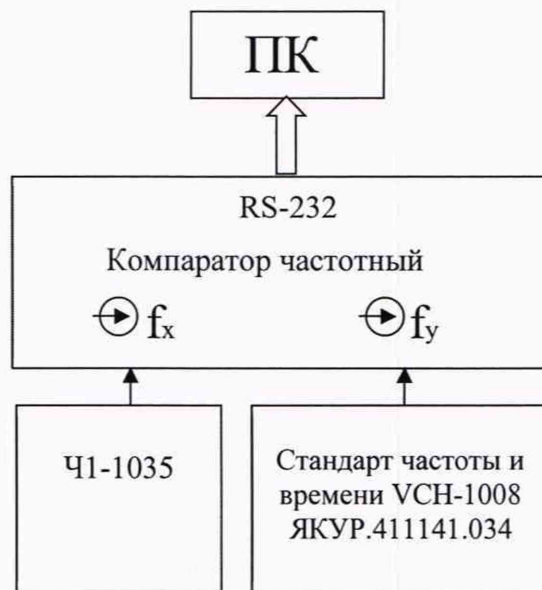 ПК
RS-232
Компаратор частотный
fx fy
Ч1-1035
Стандарт частоты и
времени VCH-1008
ЯКУР.411141.034